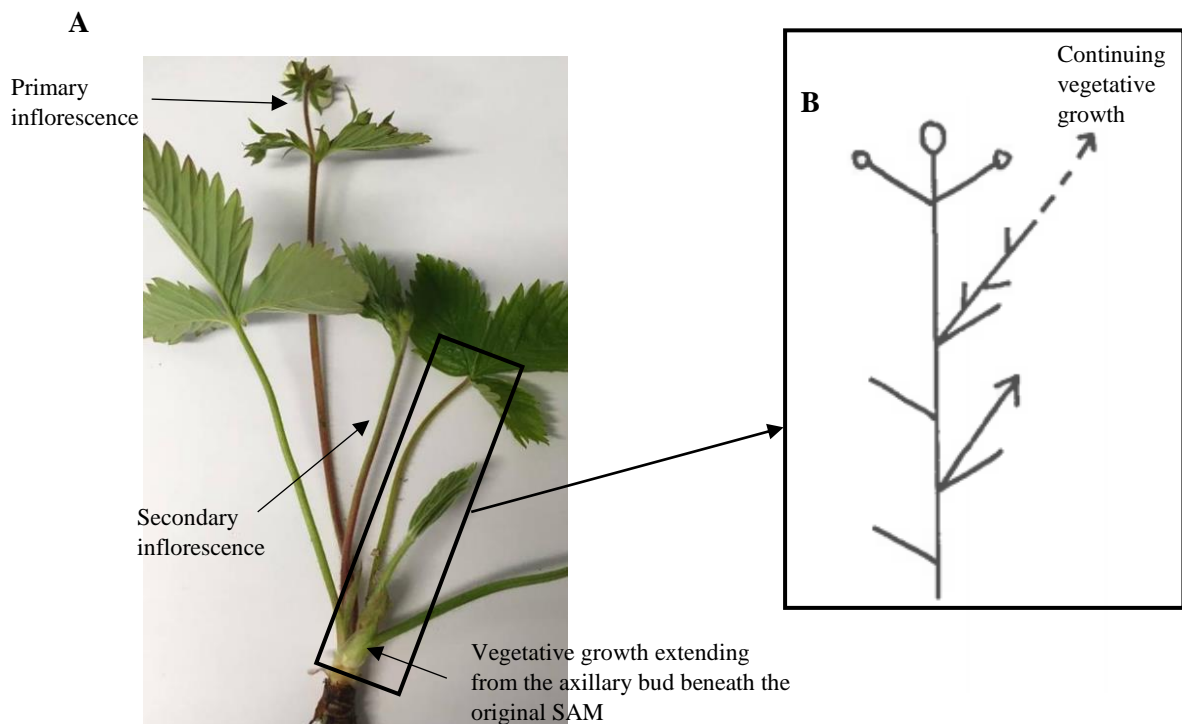 A
Primary
inflorescence
Secondary
inflorescence
Vegetative growth extending
from the axillary bud beneath the
original SAM
B
Continuing
vegetative
growth